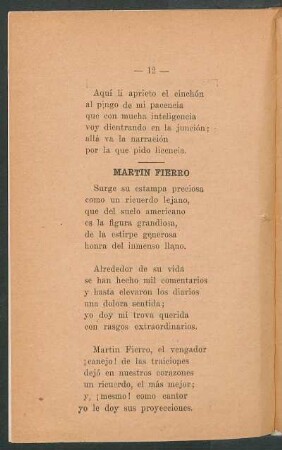 — 12 —
Aquí li aprieto el cinchón
al pingo de mi pacencia
que con mucha inteligencia
voy dientrando en la junción;
allá va la narración
por la que pido licencia.
MARTIN FIERRO
Surge su estampa preciosa
como un ricuerdo lejano,
que del suelo americano
es la figura grandiosa,
de la estirpe generosa
honra del inmenso llano.
Alrededor de su vida
se han hecho mil comentarios
y hasta elevaron los diarios
una dolora sentida;
yo doy mi trova querida
con rasgos extraordinarios.
Martín Fierro, el vengador
¡canejo! de las traiciones
dejó en nuestros corazones
un ricuerdo, el más mejor;
y, ¡mesmo! como cantor
yo le doy sus proyecciones.